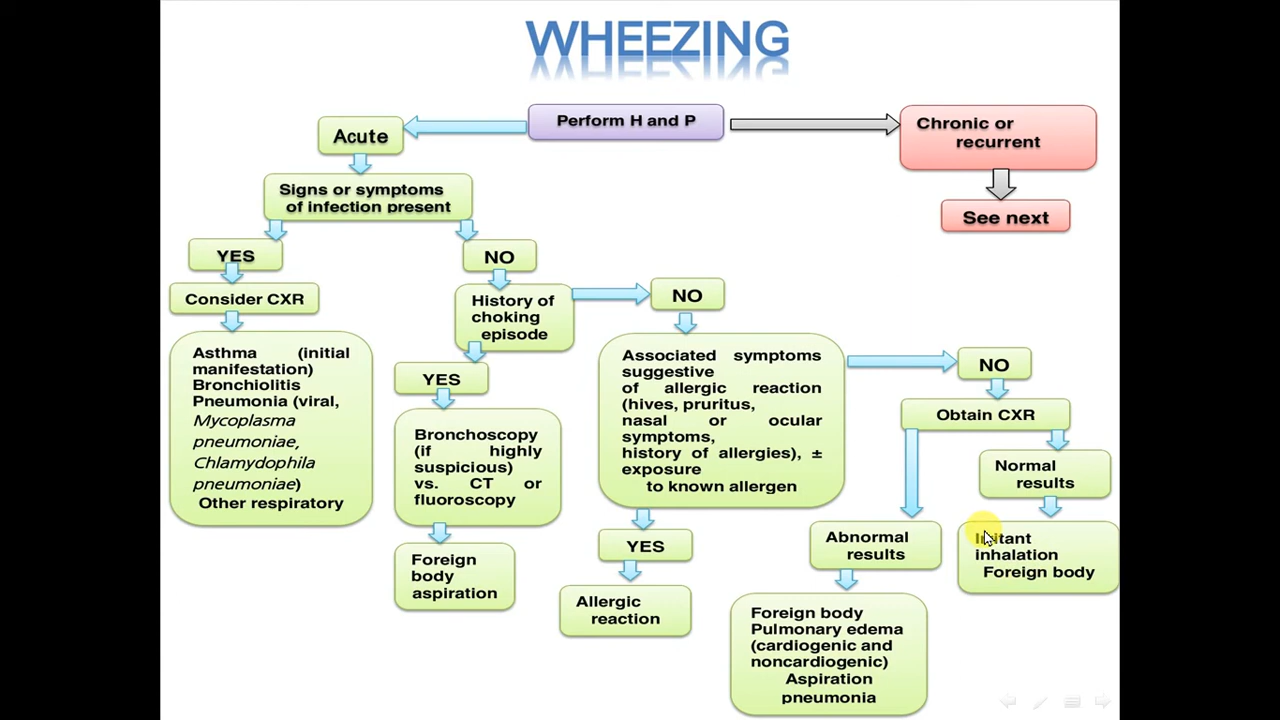 WHEEZING
Perform H and P
Acute
Chronic or
recurrent
See next
Signs or symptoms
of infection present
YES
Consider CXR
Asthma (initial
manifestation)
Bronchiolitis
Pneumonia (viral,
Mycoplasma
pneumoniae,
Chlamydophila
pneumoniae)
Other respiratory
NO
History of
choking
episode
YES
Bronchoscopy
(if highly
suspicious)
vs. CT or
fluoroscopy
Foreign
body
aspiration
NO
Associated symptoms
suggestive
of allergic reaction
(hives, pruritus,
nasal or ocular
symptoms,
history of allergies), ±
exposure
to known allergen
YES
Allergic
reaction
NO
Obtain CXR
Abnormal
results
Foreign body
Pulmonary edema
(cardiogenic and
noncardiogenic)
Aspiration
pneumonia
Normal
results
Irritant
inhalation
Foreign body